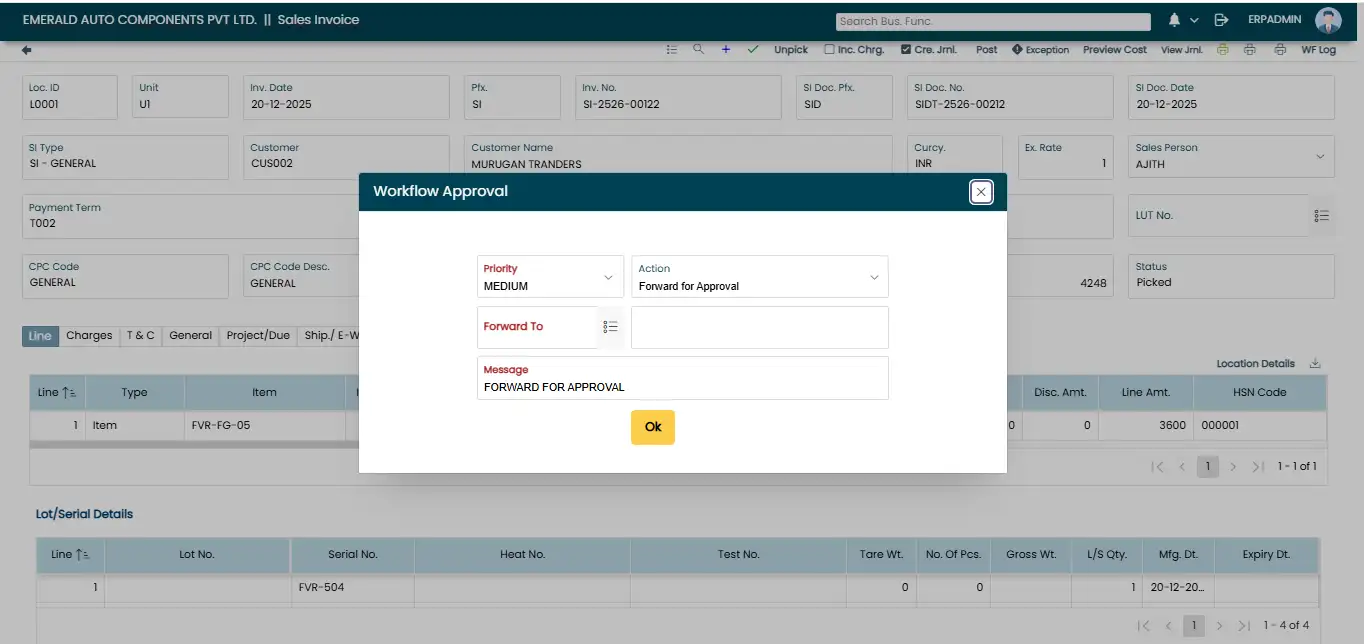 EMERALD AUTO COMPONENTS PVT LTD. || Sales Invoice
Search Bus. Func.
ERPADMIN
Unpick
Inc. Chrg.
Cre. Jrnl.
Post
Exception
Preview Cost
View Jrnl.
WF Log
Loc. ID
L0001
Unit
U1
Inv. Date
20-12-2025
Pfx.
SI
Inv. No.
SI-2526-00122
SI Doc. Pfx.
SID
SI Doc. No.
SIDT-2526-00212
SI Doc. Date
20-12-2025
SI Type
SI - GENERAL
Customer
CUS002
Customer Name
MURUGAN TRANDERS
Curcy.
INR
Ex. Rate
1
Sales Person
AJITH
Payment Term
T002
LUT No.
CPC Code
GENERAL
CPC Code Desc.
GENERAL
4248
Status
Picked
Workflow Approval
Priority
MEDIUM
Action
Forward for Approval
Forward To
Message
FORWARD FOR APPROVAL
Ok
Line
Charges
T & C
General
Project/Due
Ship./ E-W
Location Details
Line Type Item Disc. Amt. Line Amt. HSN Code
1 Item FVR-FG-05 0 0 3600 000001
1 1 - 1 of 1
Lot/Serial Details
Line Lot No. Serial No. Heat No. Test No. Tare Wt. No. Of Pcs. Gross Wt. L/S Qty. Mfg. Dt. Expiry Dt.
1 FVR-504 0 0 1 20-12-20...
1 1 - 4 of 4